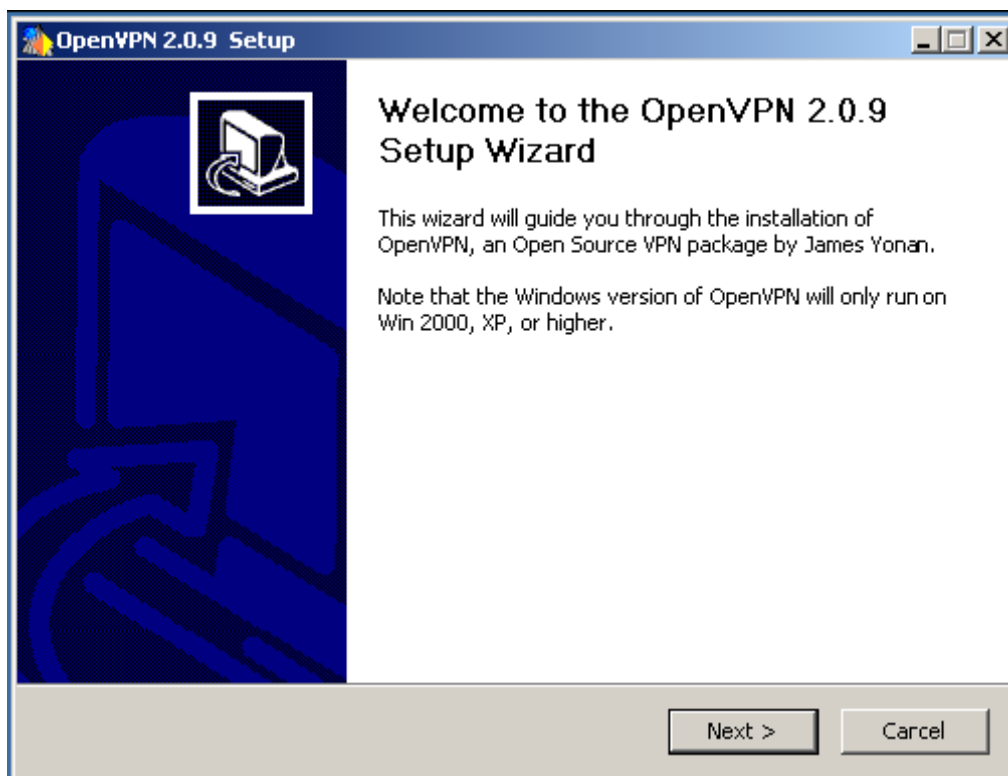 OpenVPN 2.0.9 Setup
Welcome to the OpenVPN 2.0.9
Setup Wizard
This wizard will guide you through the installation of
OpenVPN, an Open Source VPN package by James Yonan.
Note that the Windows version of OpenVPN will only run on
Win 2000, XP, or higher.
Next >
Carcel